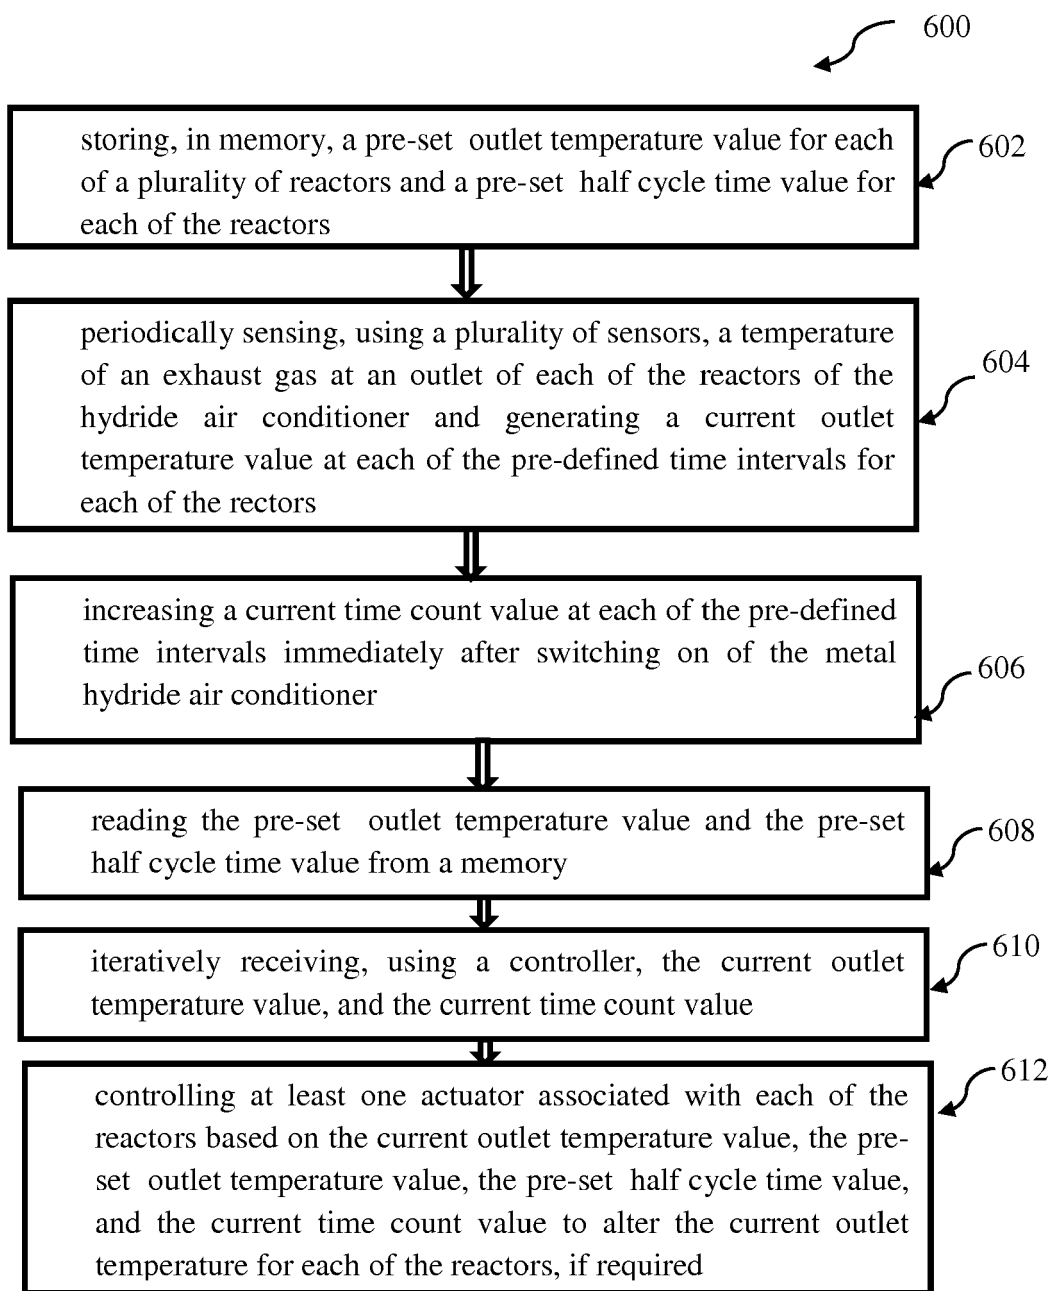 600
storing, in memory, a pre-set outlet temperature value for each
of a plurality of reactors and a pre-set half cycle time value for
each of the reactors
602
periodically sensing, using a plurality of sensors, a temperature
of an exhaust gas at an outlet of each of the reactors of the
hydride air conditioner and generating a current outlet
temperature value at each of the pre-defined time intervals for
each of the rectors
604
increasing a current time count value at each of the pre-defined
time intervals immediately after switching on of the metal
hydride air conditioner
606
reading the pre-set outlet temperature value and the pre-set
half cycle time value from a memory
608
iteratively receiving, using a controller, the current outlet
temperature value, and the current time count value
610
controlling at least one actuator associated with each of the
reactors based on the current outlet temperature value, the pre-
set outlet temperature value, the pre-set half cycle time value,
and the current time count value to alter the current outlet
temperature for each of the reactors, if required
612